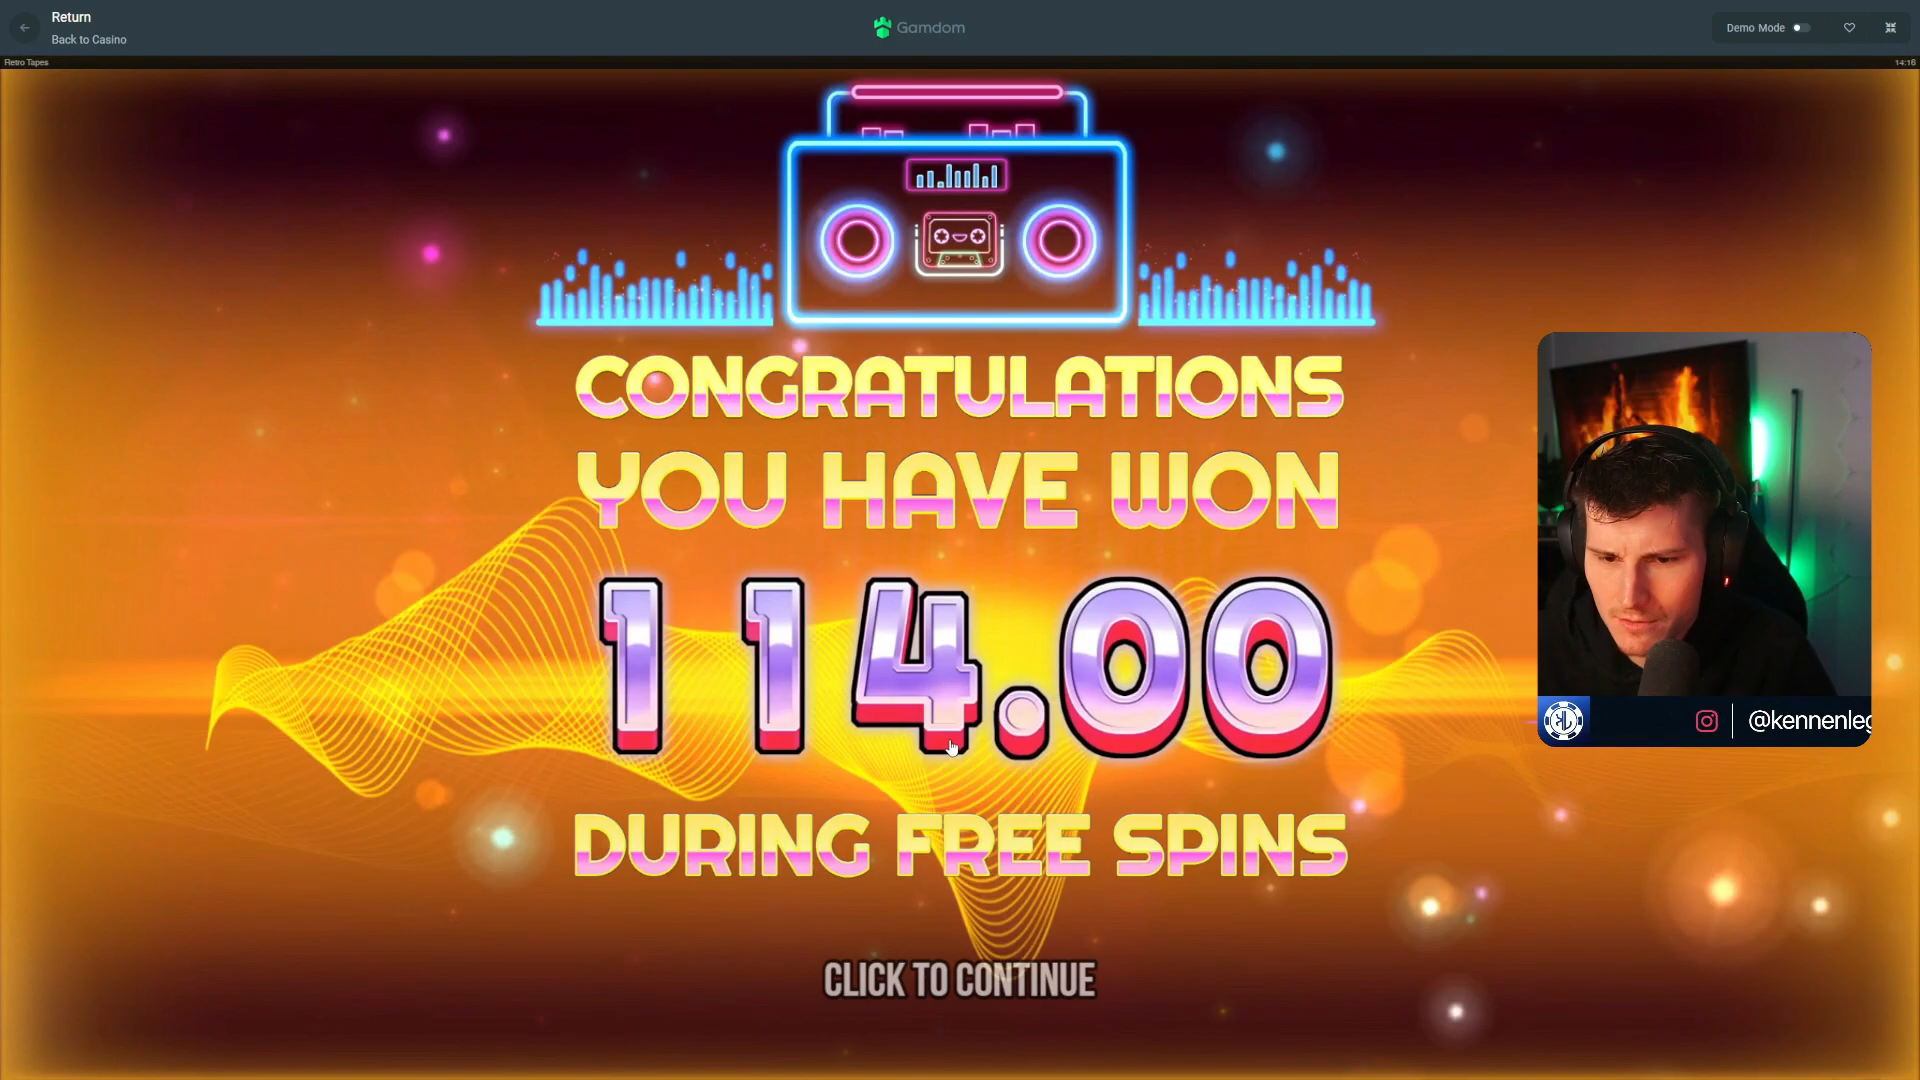 Return
Back to Casino
Gamdom
Demo Mode
Retro Tapes
14:16
CONGRATULATIONS
YOU HAVE WON
114.00
DURING FREE SPINS
CLICK TO CONTINUE
@kennenleg